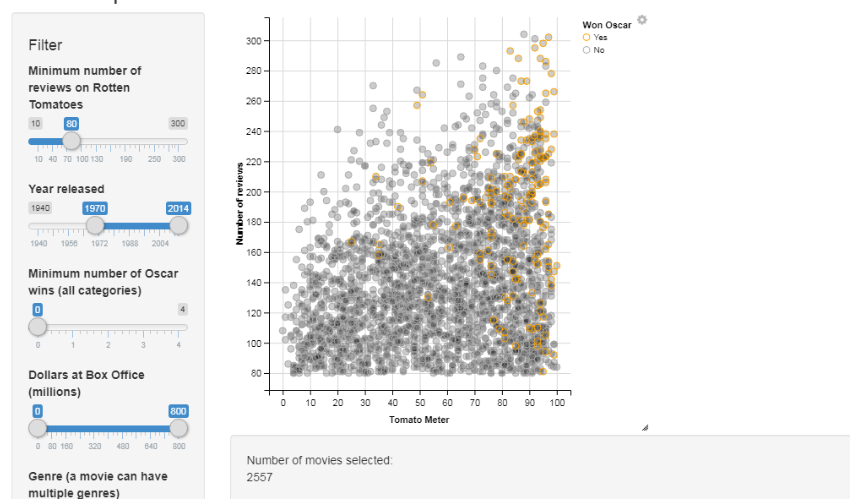 Filter
Minimum number of
reviews on Rotten
Tomatoes
10 80 300
10 40 70 100 130 190 250 300
Year released
1940 1970 2014
1940 1956 1972 1988 2004
Minimum number of Oscar
wins (all categories)
0 4
0 1 2 3 4
Dollars at Box Office
(millions)
0 800
0 80 160 320 480 640 800
Genre (a movie can have
multiple genres)
Number of reviews
300
280
260
240
220
200
180
160
140
120
100
80
0 10 20 30 40 50 60 70 80 90 100
Tomato Meter
Won Oscar
Yes
No
Number of movies selected:
2557